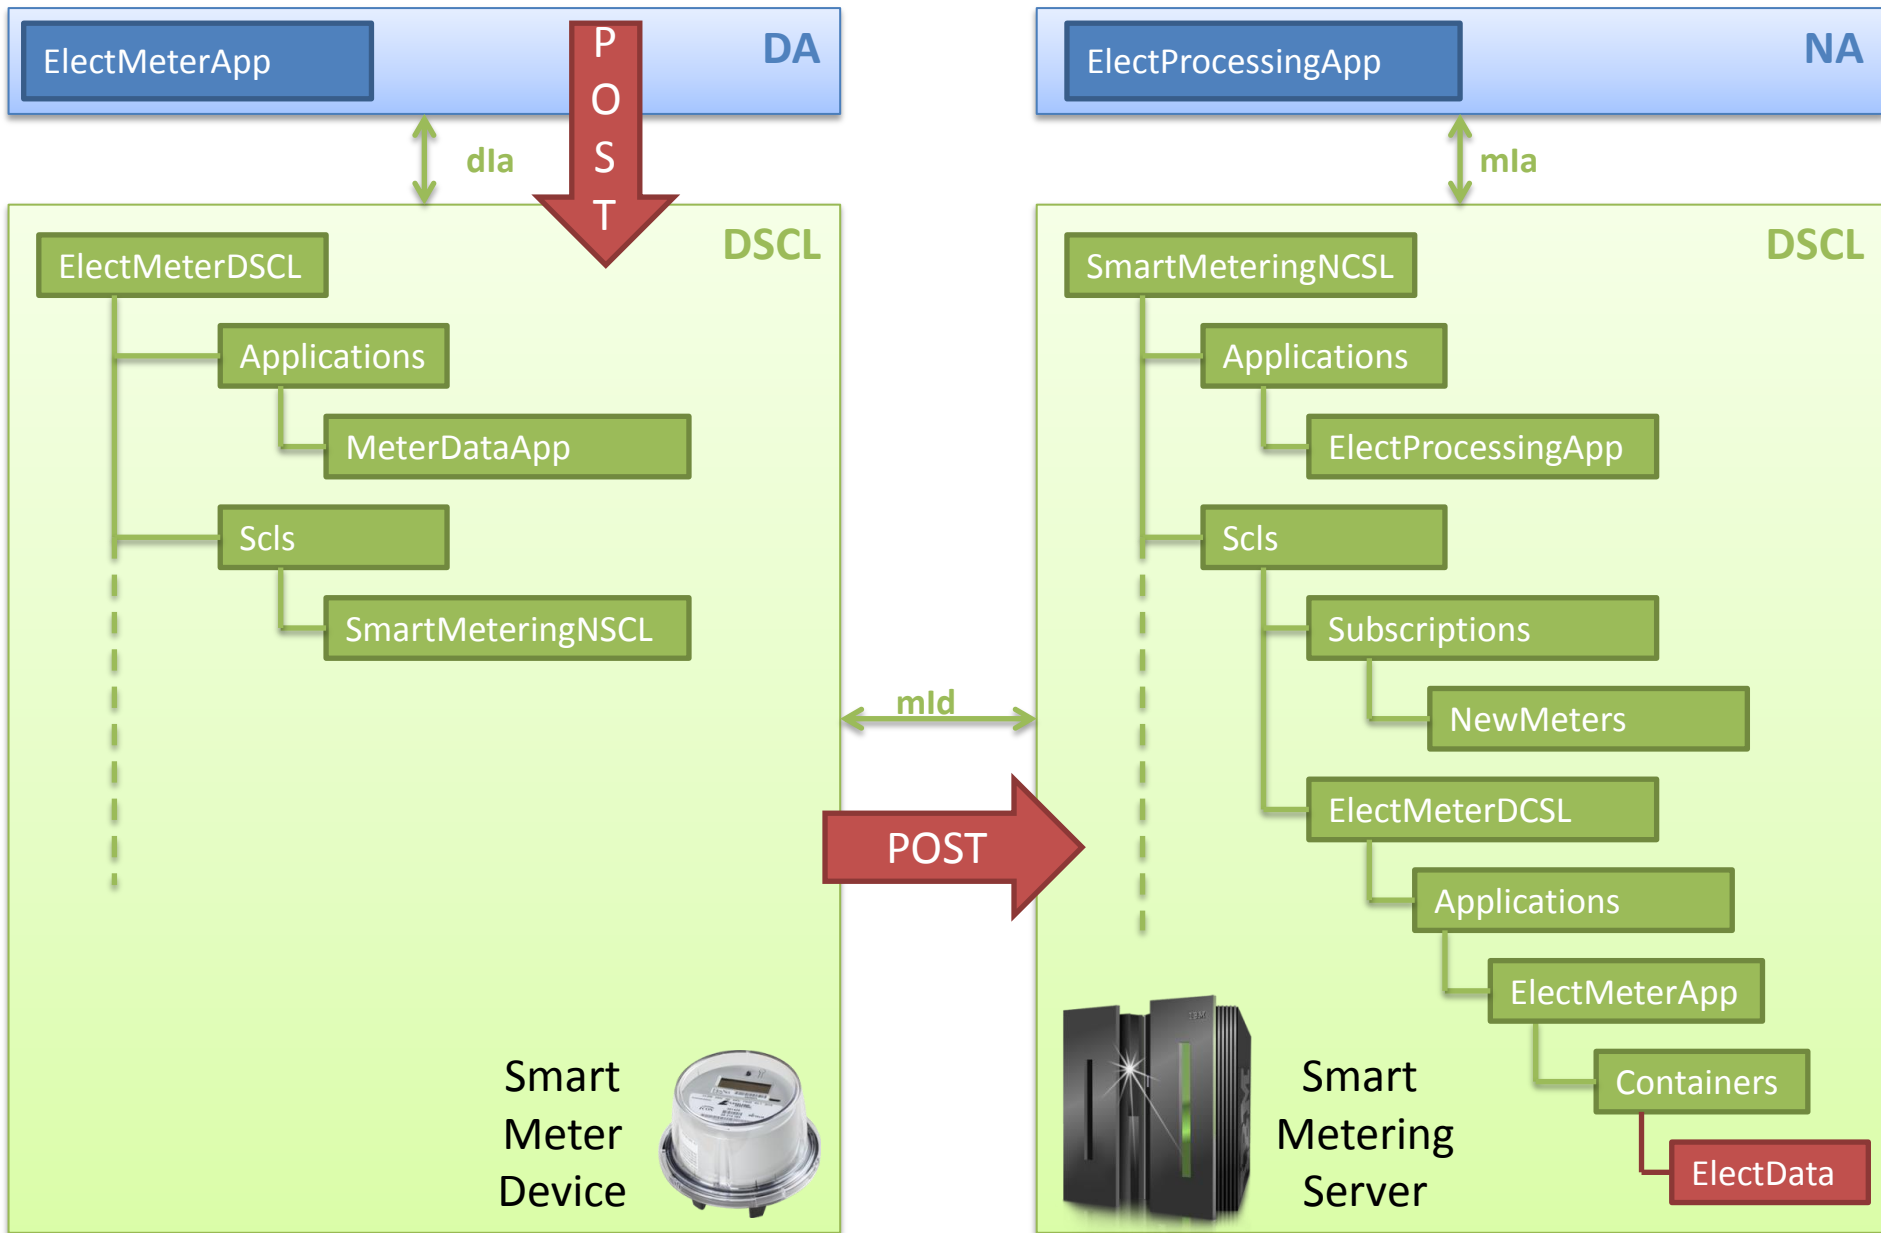 ElectMeterApp
DA
P
O
S
T
dIa
DSCL
ElectMeterDSCL
Applications
MeterDataApp
Scls
SmartMeteringNSCL
Smart
Meter
Device
mId
POST
ElectProcessingApp
NA
mIa
DSCL
SmartMeteringNCSL
Applications
ElectProcessingApp
Scls
Subscriptions
NewMeters
ElectMeterDCSL
Applications
ElectMeterApp
Containers
ElectData
Smart
Metering
Server
IBM